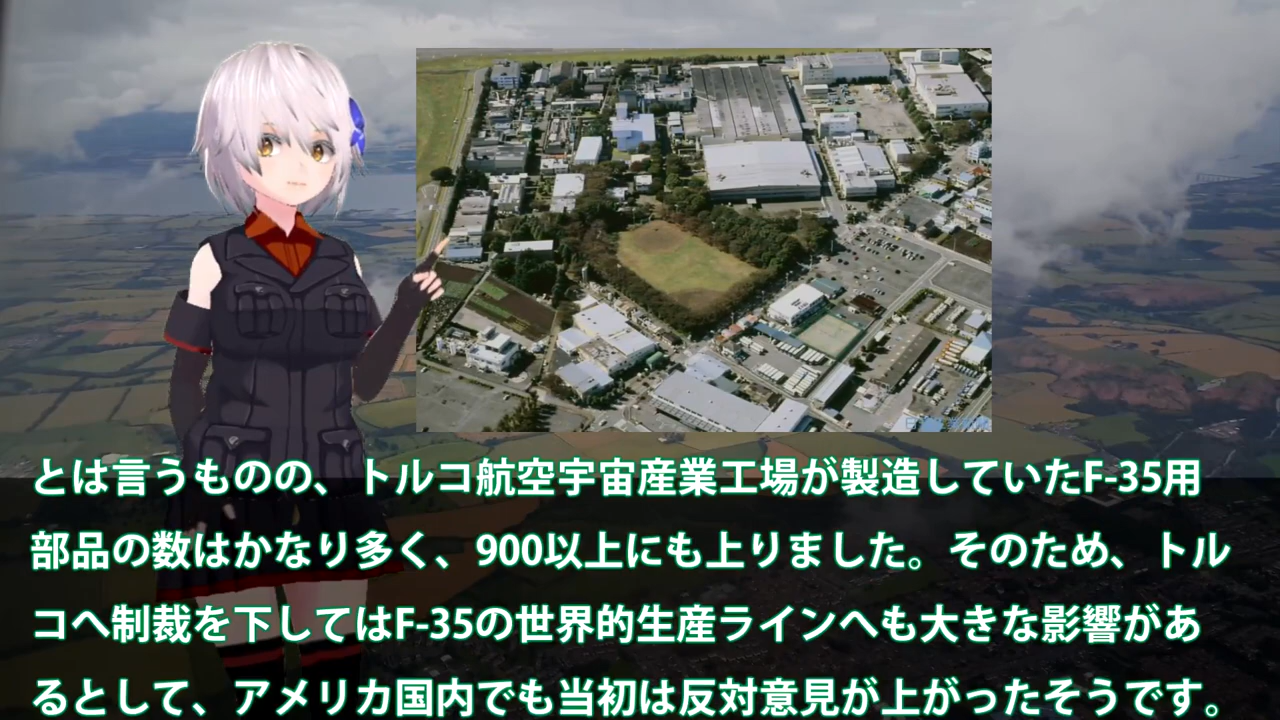 とは言うものの、トルコ航空宇宙産業工場が製造していたF-35用
部品の数はかなり多く、900以上にも上りました。そのため、トル
コへ制裁を下してはF-35の世界的生産ラインへも大きな影響があ
るとして、アメリカ国内でも当初は反対意見が上がったそうです。